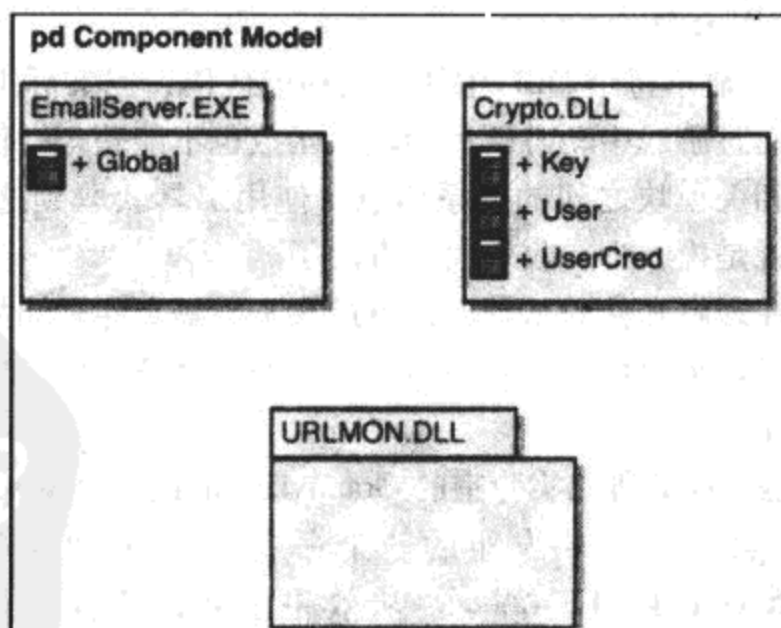 pd Component Model
EmailServer.EXE
+ Global
Crypto.DLL
+ Key
+ User
+ UserCred
URLMON.DLL